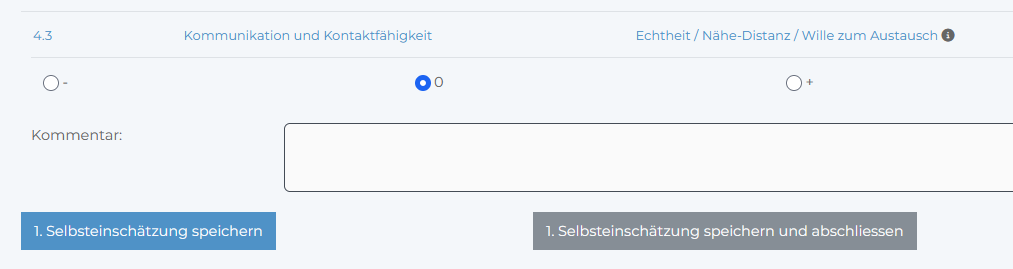 4.3 Kommunikation und Kontaktfähigkeit Echtheit / Nähe-Distanz / Wille zum Austausch
- 0 +
Kommentar:
1. Selbsteinschätzung speichern 1. Selbsteinschätzung speichern und abschliessen